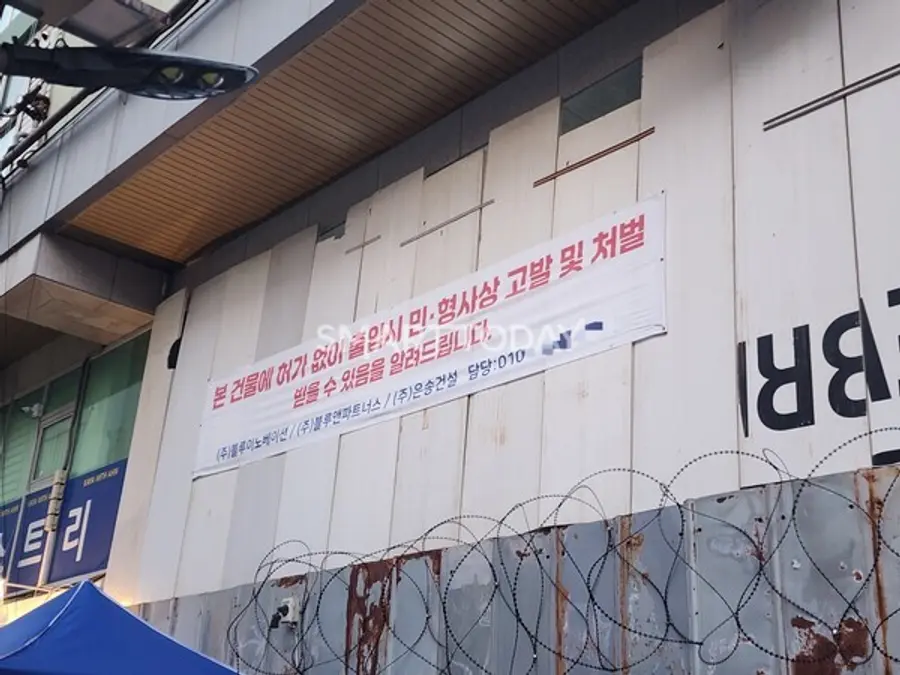 본 건물에 허가 없이 출입시 민·형사상 고발 및 처벌
받을 수 있음을 알려드립니다.
(주)블루이노베이션 / (주)블루앤파트너스 / (주)은송건설 담당:010
SMART TODAY
트리